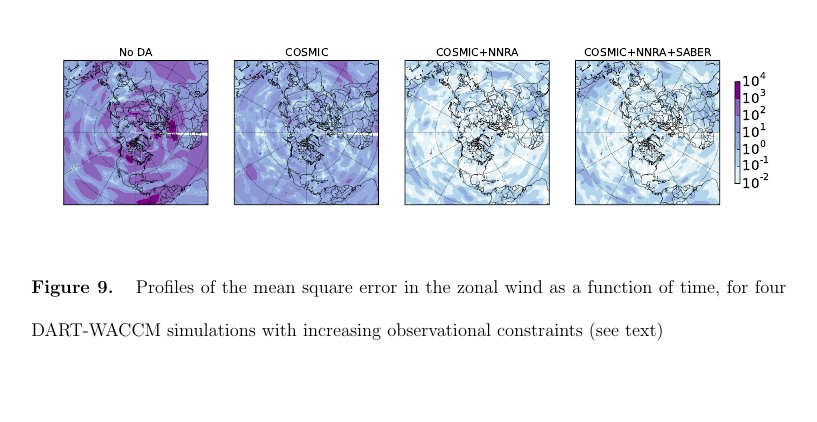 No DA COSMIC COSMIC+NNRA COSMIC+NNRA+SABER
10^4
10^3
10^2
10^1
10^0
10^-1
10^-2
Figure 9. Profiles of the mean square error in the zonal wind as a function of time, for four
DART-WACCM simulations with increasing observational constraints (see text)